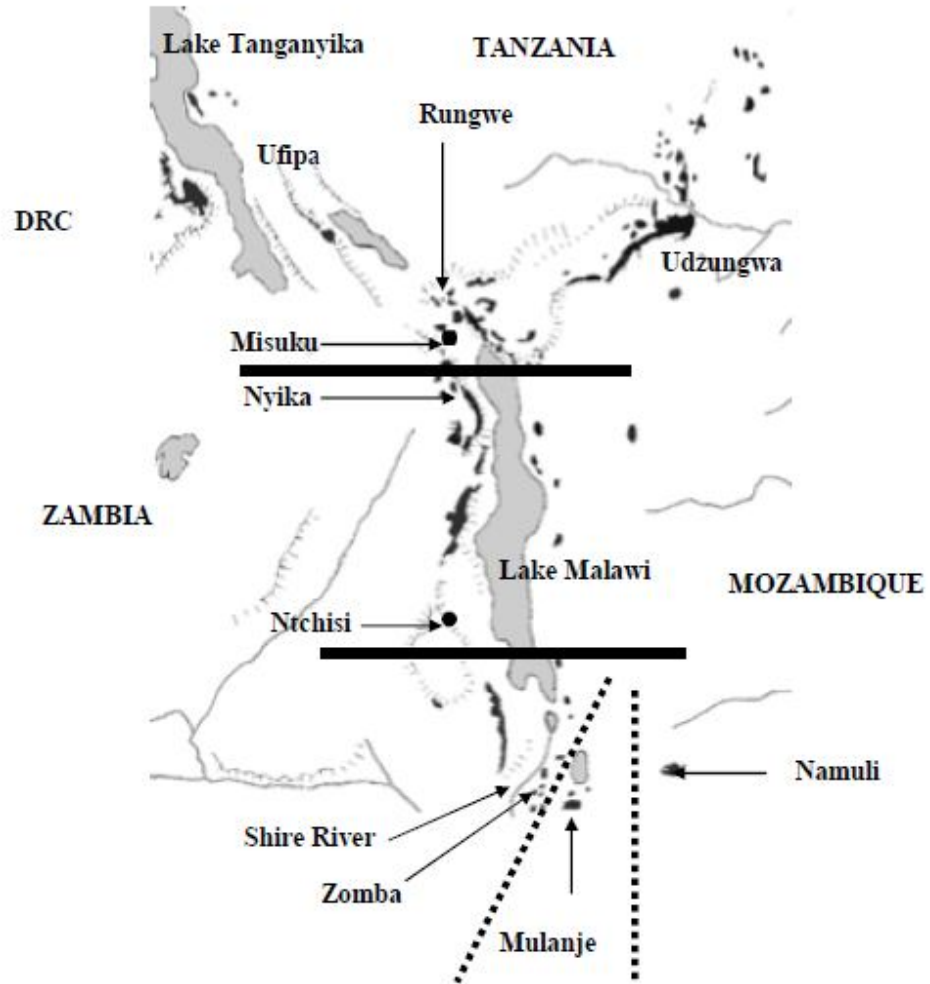 Lake Tanganyika
TANZANIA
Rungwe
Ufipa
DRC
Udzungwa
Misuku
Nyika
ZAMBIA
Lake Malawi
MOZAMBIQUE
Ntchisi
Namuli
Shire River
Zomba
Mulanje